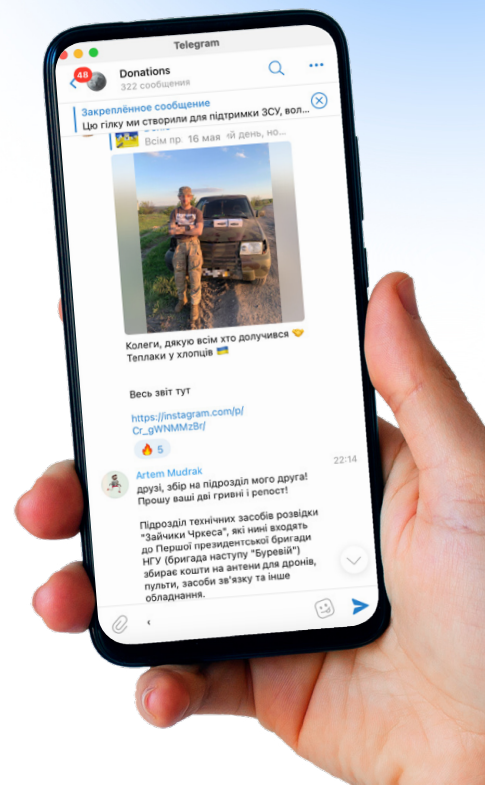 Telegram
48
Donations
322 сообщения
Закреплённое сообщение
Цю гілку ми створили для підтримки ЗСУ, вол...
Всім пр 16 мая й день, но...
Колеги, дякую всім хто долучився 🤝
Теплаки у хлопців 🇺🇦
Весь звіт тут
https://instagram.com/p/
Cr_gWNMMzBr/
🔥 5
Artem Mudrak 22:14
друзі, збір на підрозділ мого друга!
Прошу ваші дві гривні і репост!
Підрозділ технічних засобів розвідки
"Зайчики Чркеса", які нині входять
до Першої президентської бригади
НГУ (бригада наступу "Буревій")
збирає кошти на антени для дронів,
пульти, засоби зв'язку та інше
обладнання.